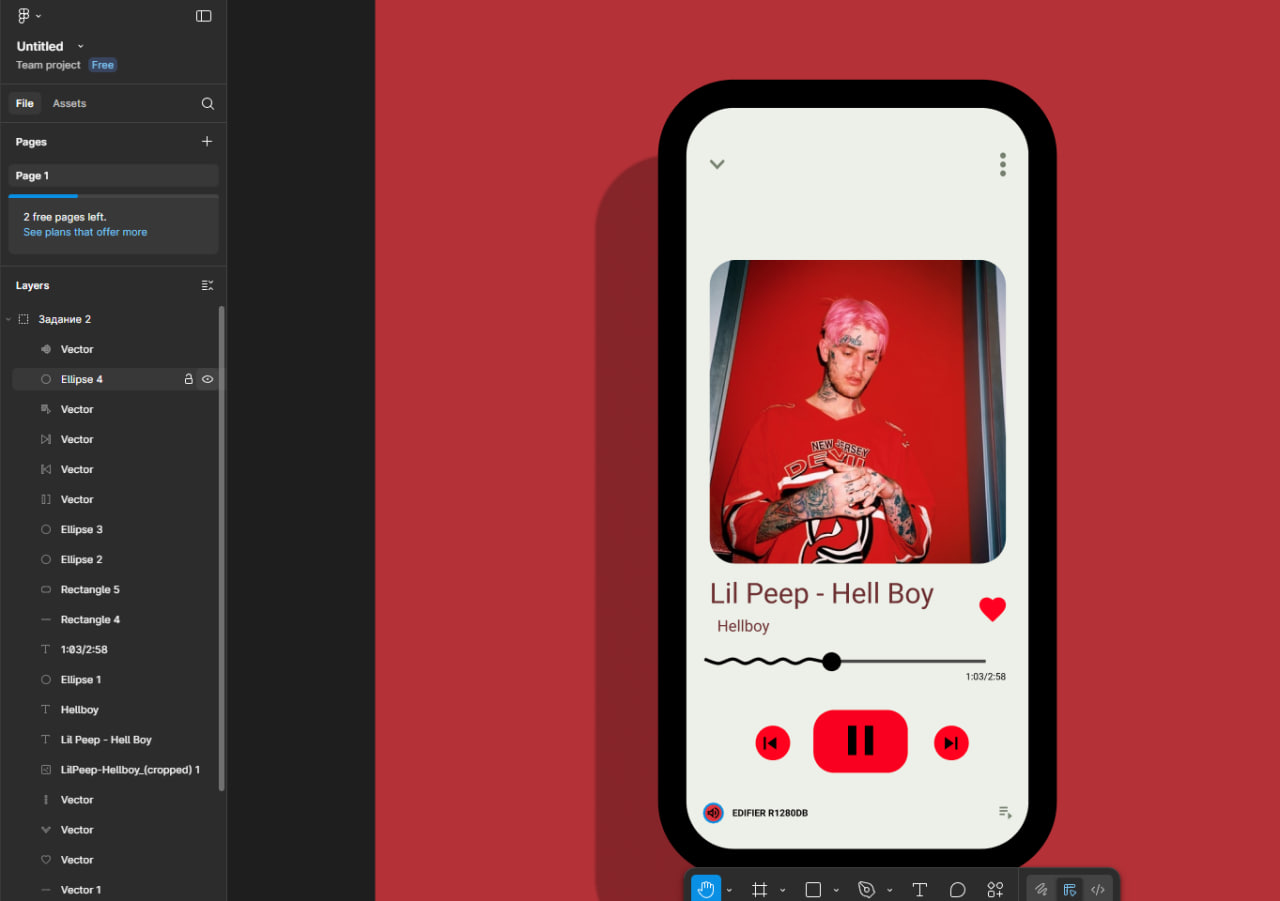 Untitled
Team project Free
File Assets
Pages
Page 1
2 free pages left.
See plans that offer more
Layers
Задание 2
Vector
Ellipse 4
Vector
Vector
Vector
Vector
Ellipse 3
Ellipse 2
Rectangle 5
Rectangle 4
1:03/2:58
Ellipse 1
Hellboy
Lil Peep - Hell Boy
LilPeep-Hellboy_(cropped) 1
Vector
Vector
Vector
Vector 1
NEW JERSEY
DEVIL
Lil Peep - Hell Boy
Hellboy
1:03/2:58
EDIFIER R1280DB